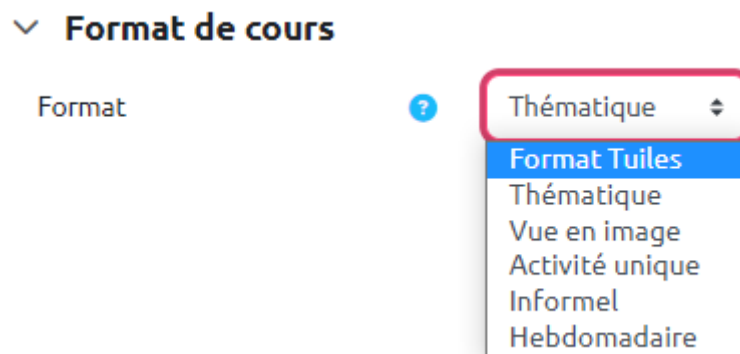 Format de cours
Format ? Thématique
Format Tuiles
Thématique
Vue en image
Activité unique
Informel
Hebdomadaire